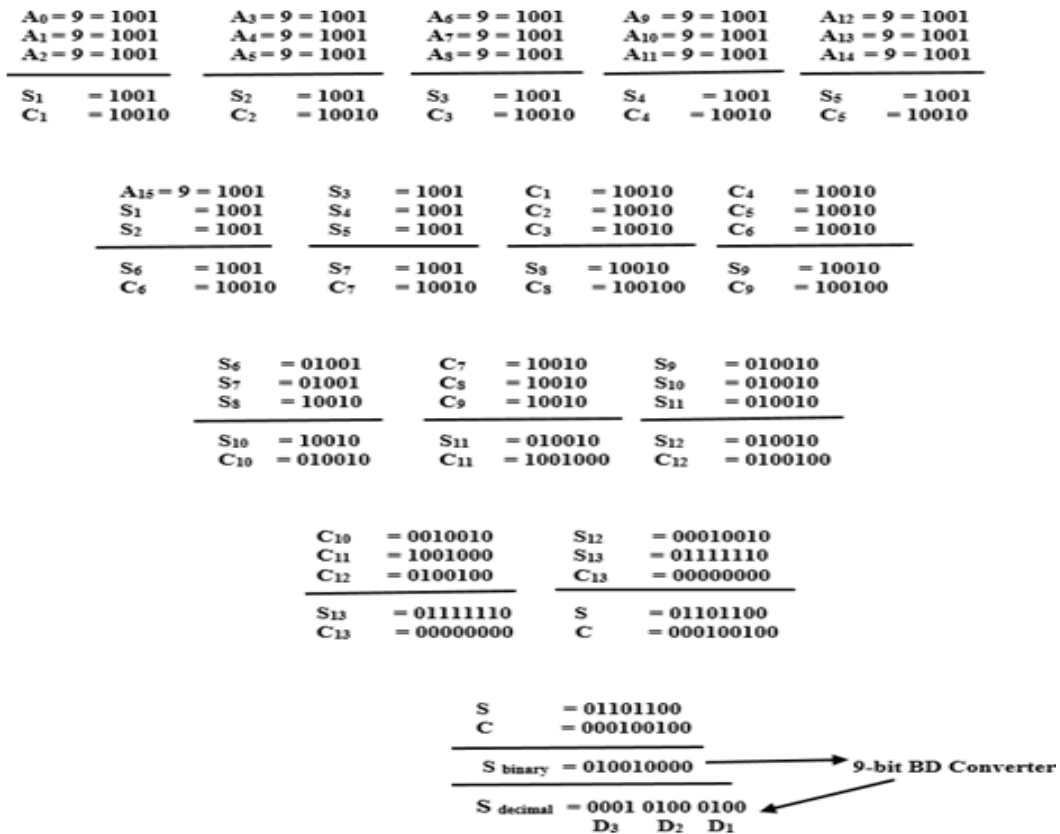 A₀ = 9 = 1001 A₃ = 9 = 1001 A₆ = 9 = 1001 A₉ = 9 = 1001 A₁₂ = 9 = 1001
A₁ = 9 = 1001 A₄ = 9 = 1001 A₇ = 9 = 1001 A₁₀ = 9 = 1001 A₁₃ = 9 = 1001
A₂ = 9 = 1001 A₅ = 9 = 1001 A₈ = 9 = 1001 A₁₁ = 9 = 1001 A₁₄ = 9 = 1001
S₁ = 1001 S₂ = 1001 S₃ = 1001 S₄ = 1001 S₅ = 1001
C₁ = 10010 C₂ = 10010 C₃ = 10010 C₄ = 10010 C₅ = 10010
A₁₅ = 9 = 1001 S₃ = 1001 C₁ = 10010 C₄ = 10010
S₁ = 1001 S₄ = 1001 C₂ = 10010 C₅ = 10010
S₂ = 1001 S₅ = 1001 C₃ = 10010 C₆ = 10010
S₆ = 1001 S₇ = 1001 S₈ = 10010 S₉ = 10010
C₆ = 10010 C₇ = 10010 C₈ = 100100 C₉ = 100100
S₆ = 01001 C₇ = 10010 S₉ = 010010
S₇ = 01001 C₈ = 10010 S₁₀ = 010010
S₈ = 10010 C₉ = 10010 S₁₁ = 010010
S₁₀ = 10010 S₁₁ = 010010 S₁₂ = 010010
C₁₀ = 010010 C₁₁ = 1001000 C₁₂ = 0100100
C₁₀ = 0010010 S₁₂ = 00010010
C₁₁ = 1001000 S₁₃ = 01111110
C₁₂ = 0100100 C₁₃ = 00000000
S₁₃ = 01111110 S = 01101100
C₁₃ = 00000000 C = 000100100
S = 01101100
C = 000100100
S binary = 010010000 9-bit BD Converter
S decimal = 0001 0100 0100
D₃ D₂ D₁